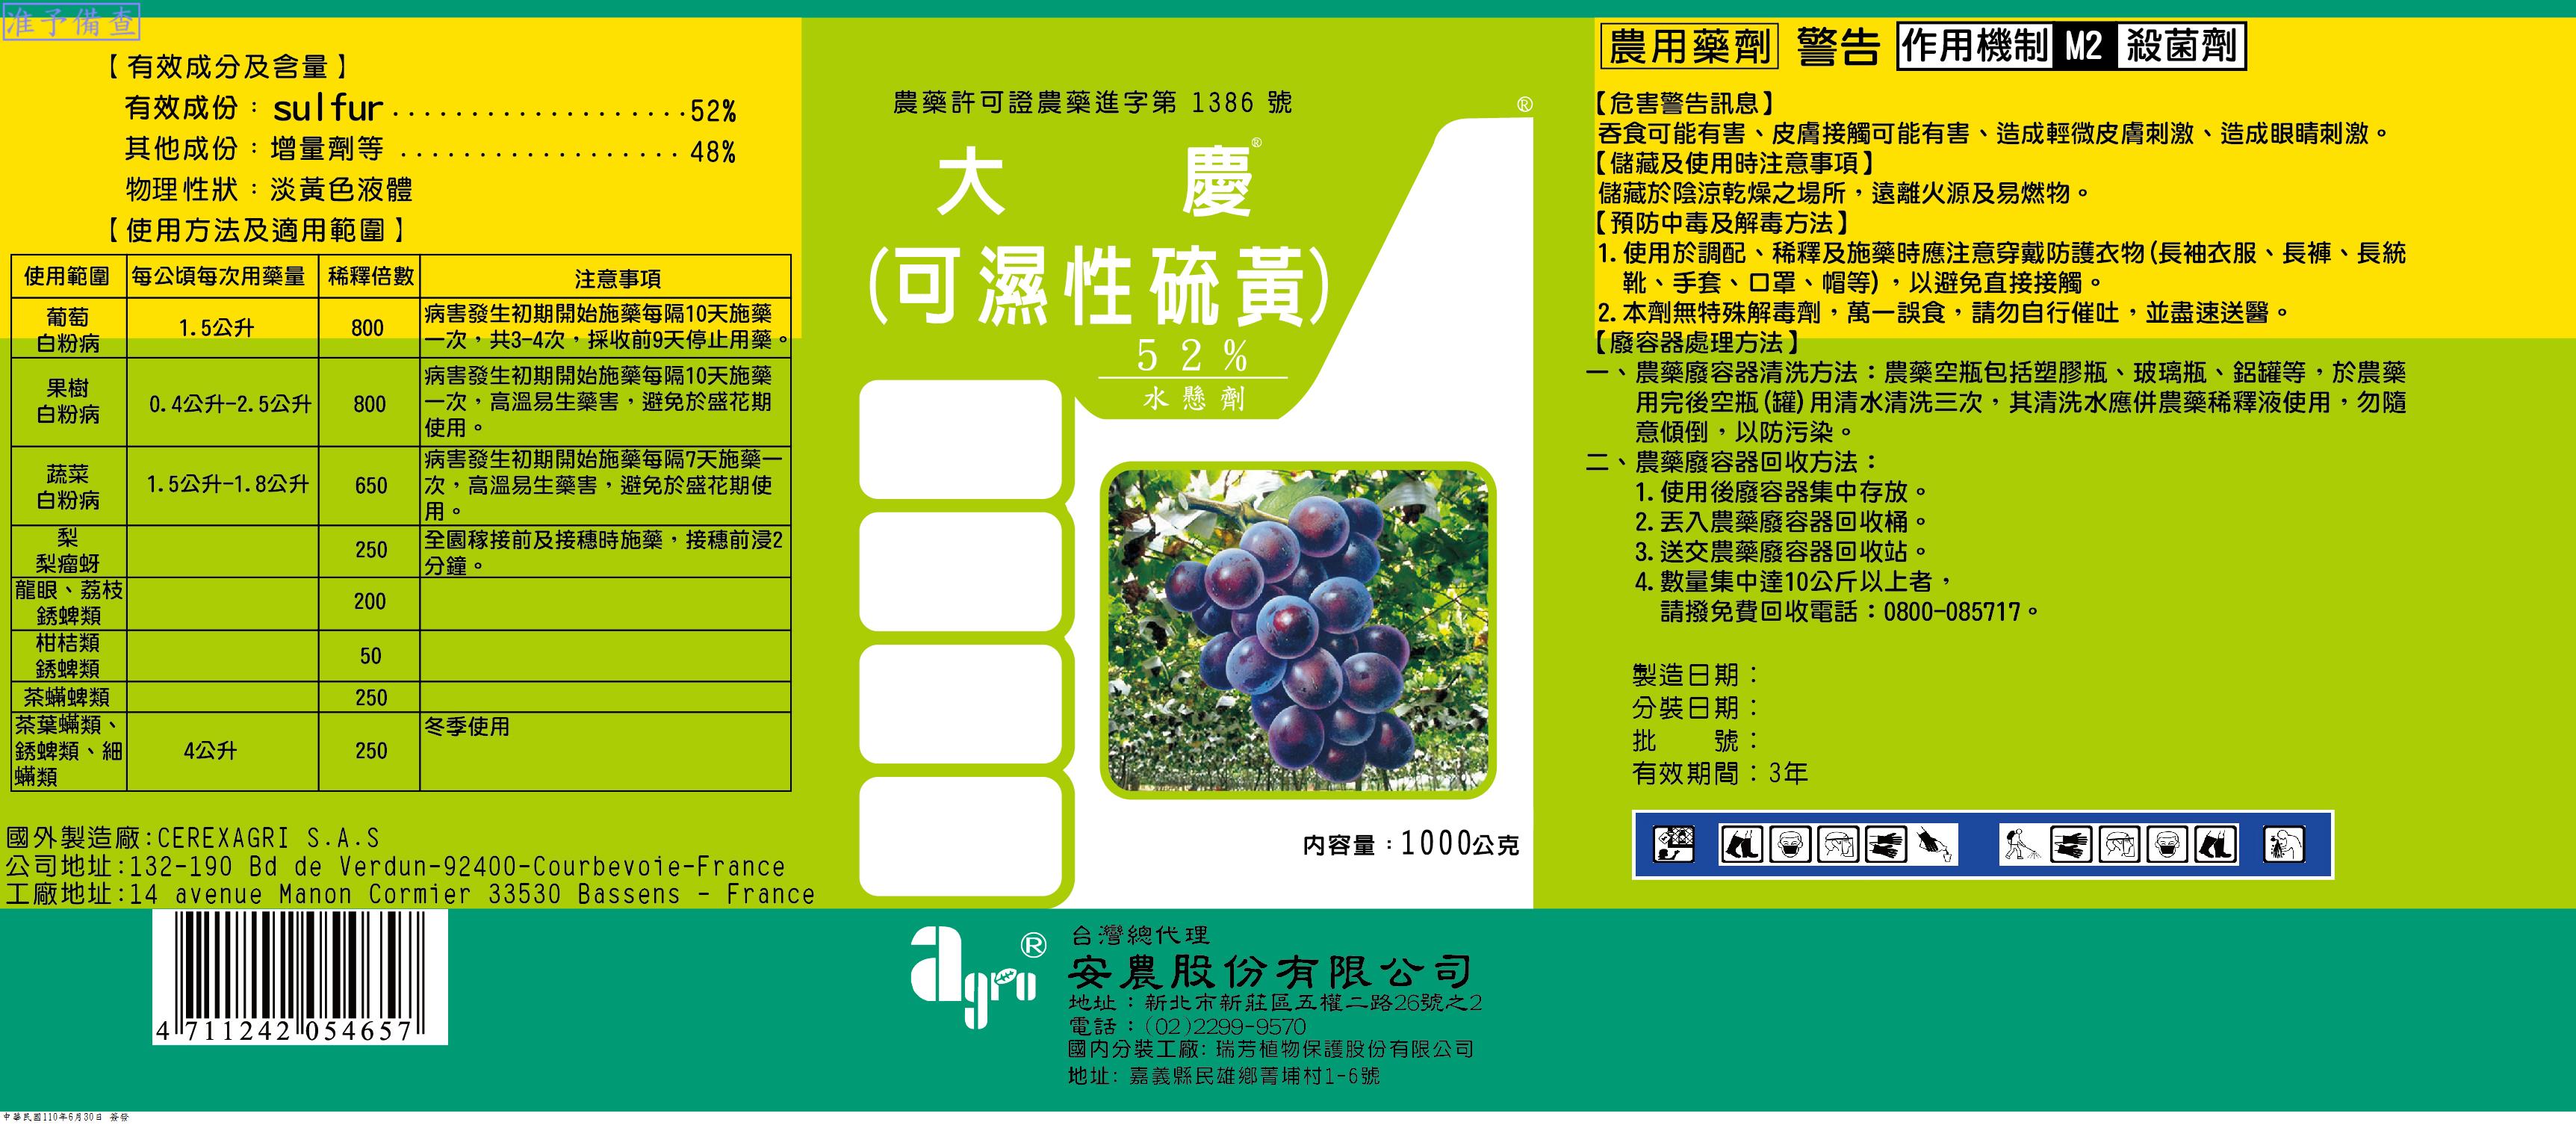 准予備查
【有效成分及含量】
有效成份：sulfur...................52%
其他成份：增量劑等..................48%
物理性狀：淡黃色液體
【使用方法及適用範圍】
使用範圍 每公頃每次用藥量 稀釋倍數 注意事項
葡萄
白粉病
1.5公升
800
病害發生初期開始施藥每隔10天施藥
一次，共3-4次，採收前9天停止用藥。
果樹
白粉病
0.4公升-2.5公升
800
病害發生初期開始施藥每隔10天施藥
一次，高溫易生藥害，避免於盛花期
使用。
蔬菜
白粉病
1.5公升-1.8公升
650
病害發生初期開始施藥每隔7天施藥一
次，高溫易生藥害，避免於盛花期使
用。
梨
梨瘤蚜
250
全園稼接前及接穗時施藥，接穗前浸2
分鐘。
龍眼、荔枝
銹蜱類
200
柑桔類
銹蜱類
50
茶蟎蜱類
250
茶葉蟎類、
銹蜱類、細
蟎類
4公升
250
冬季使用
國外製造廠:CEREXAGRI S.A.S
公司地址:132-190 Bd de Verdun-92400-Courbevoie-France
工廠地址:14 avenue Manon Cormier 33530 Bassens - France
4 711242 054657
中華民國110年6月30日 簽發
農藥許可證農藥進字第 1386 號
®
大慶®
(可濕性硫黃)
52%
水懸劑
內容量：1000公克
agro®
台灣總代理
安農股份有限公司
地址：新北市新莊區五權二路26號之2
電話：(02)2299-9570
國內分裝工廠: 瑞芳植物保護股份有限公司
地址: 嘉義縣民雄鄉菁埔村1-6號
農用藥劑 警告 作用機制 M2 殺菌劑
【危害警告訊息】
吞食可能有害、皮膚接觸可能有害、造成輕微皮膚刺激、造成眼睛刺激。
【儲藏及使用時注意事項】
儲藏於陰涼乾燥之場所，遠離火源及易燃物。
【預防中毒及解毒方法】
1.使用於調配、稀釋及施藥時應注意穿戴防護衣物(長袖衣服、長褲、長統
靴、手套、口罩、帽等)，以避免直接接觸。
2.本劑無特殊解毒劑，萬一誤食，請勿自行催吐，並盡速送醫。
【廢容器處理方法】
一、農藥廢容器清洗方法：農藥空瓶包括塑膠瓶、玻璃瓶、鋁罐等，於農藥
用完後空瓶(罐)用清水清洗三次，其清洗水應併農藥稀釋液使用，勿隨
意傾倒，以防污染。
二、農藥廢容器回收方法：
1.使用後廢容器集中存放。
2.丟入農藥廢容器回收桶。
3.送交農藥廢容器回收站。
4.數量集中達10公斤以上者，
請撥免費回收電話：0800-085717。
製造日期：
分裝日期：
批 號：
有效期間：3年